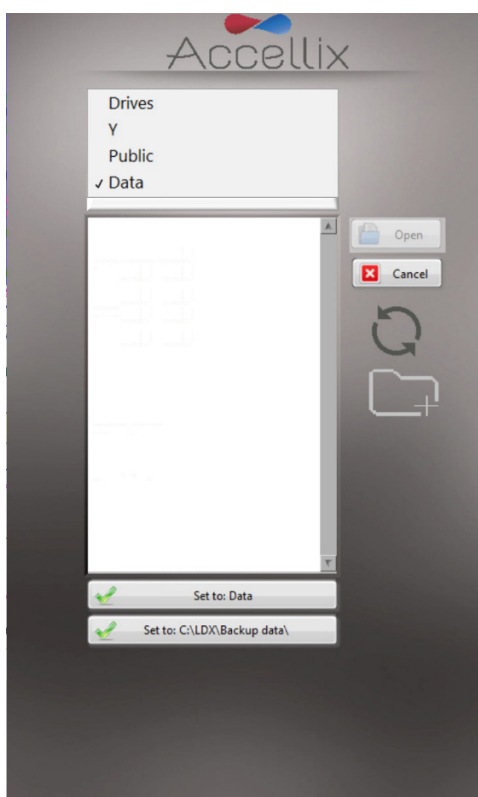 Accellix
Drives
Y
Public
✓ Data
Open
Cancel
Set to: Data
Set to: C:\LDX\Backup data\